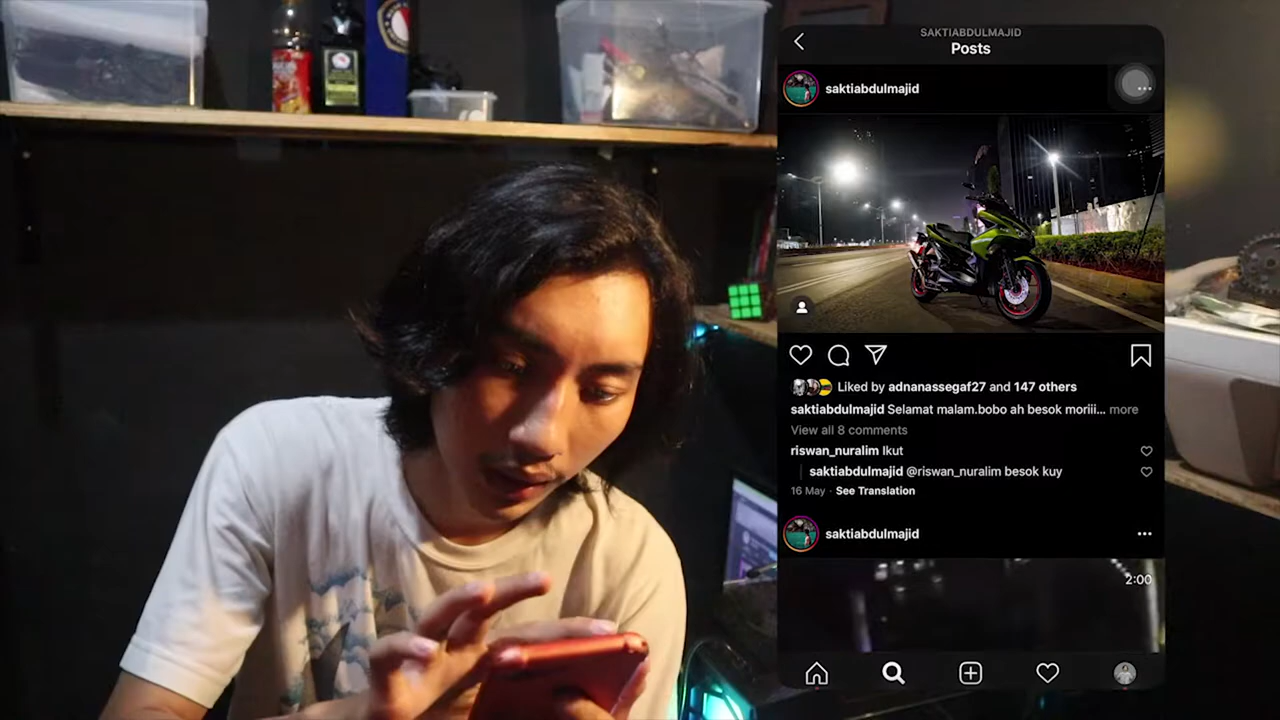 SAKTIABDULMAJID
Posts
saktiabdulmajid
Liked by adnanassegaf27 and 147 others
saktiabdulmajid Selamat malam.bobo ah besok moriii... more
View all 8 comments
riswan_nuralim Ikut
saktiabdulmajid @riswan_nuralim besok kuy
16 May · See Translation
saktiabdulmajid
2:00